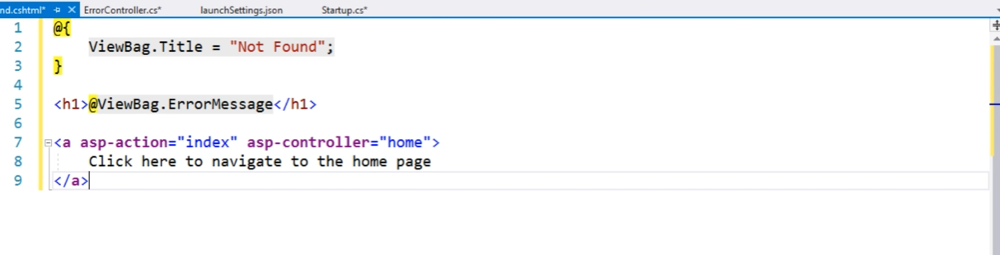 nd.cshtml* ErrorController.cs* launchSettings.json Startup.cs*
1 @{
2 ViewBag.Title = "Not Found";
3 }
4
5 <h1>@ViewBag.ErrorMessage</h1>
6
7 <a asp-action="index" asp-controller="home">
8 Click here to navigate to the home page
9 </a>